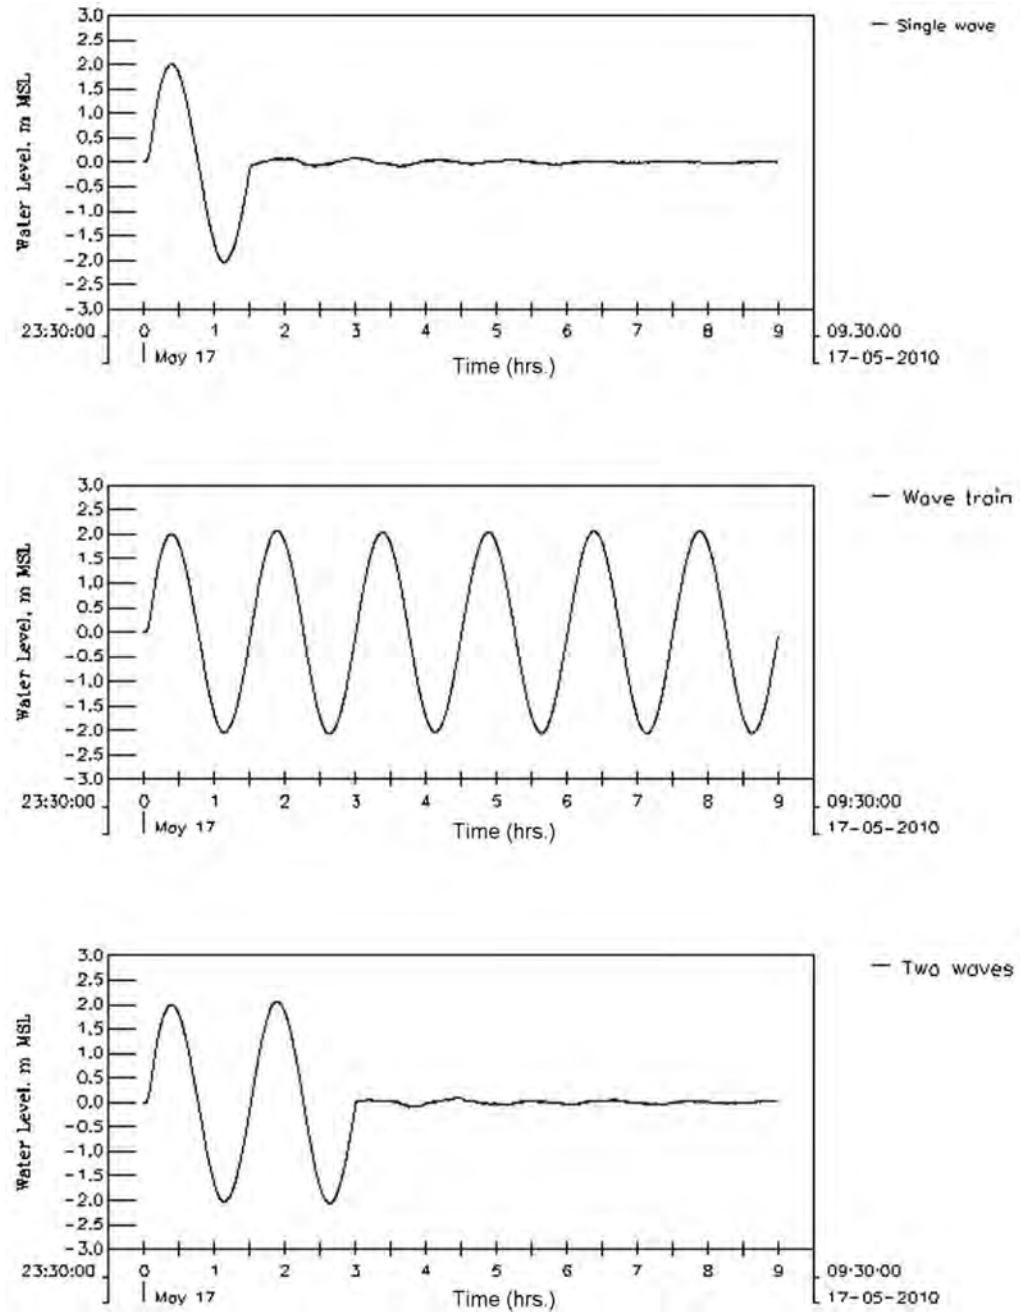 — Single wave
Water Level. m MSL
3.0
2.5
2.0
1.5
1.0
0.5
0.0
-0.5
-1.0
-1.5
-2.0
-2.5
-3.0
23:30:00 0 1 2 3 4 5 6 7 8 9 09:30:00
May 17 17-05-2010
Time (hrs.)
— Wave train
Water Level, m MSL
3.0
2.5
2.0
1.5
1.0
0.5
0.0
-0.5
-1.0
-1.5
-2.0
-2.5
-3.0
23:30:00 0 1 2 3 4 5 6 7 8 9 09:30:00
May 17 17-05-2010
Time (hrs.)
— Two waves
Water Level. m MSL
3.0
2.5
2.0
1.5
1.0
0.5
0.0
-0.5
-1.0
-1.5
-2.0
-2.5
-3.0
23:30:00 0 1 2 3 4 5 6 7 8 9 09:30:00
May 17 17-05-2010
Time (hrs.)